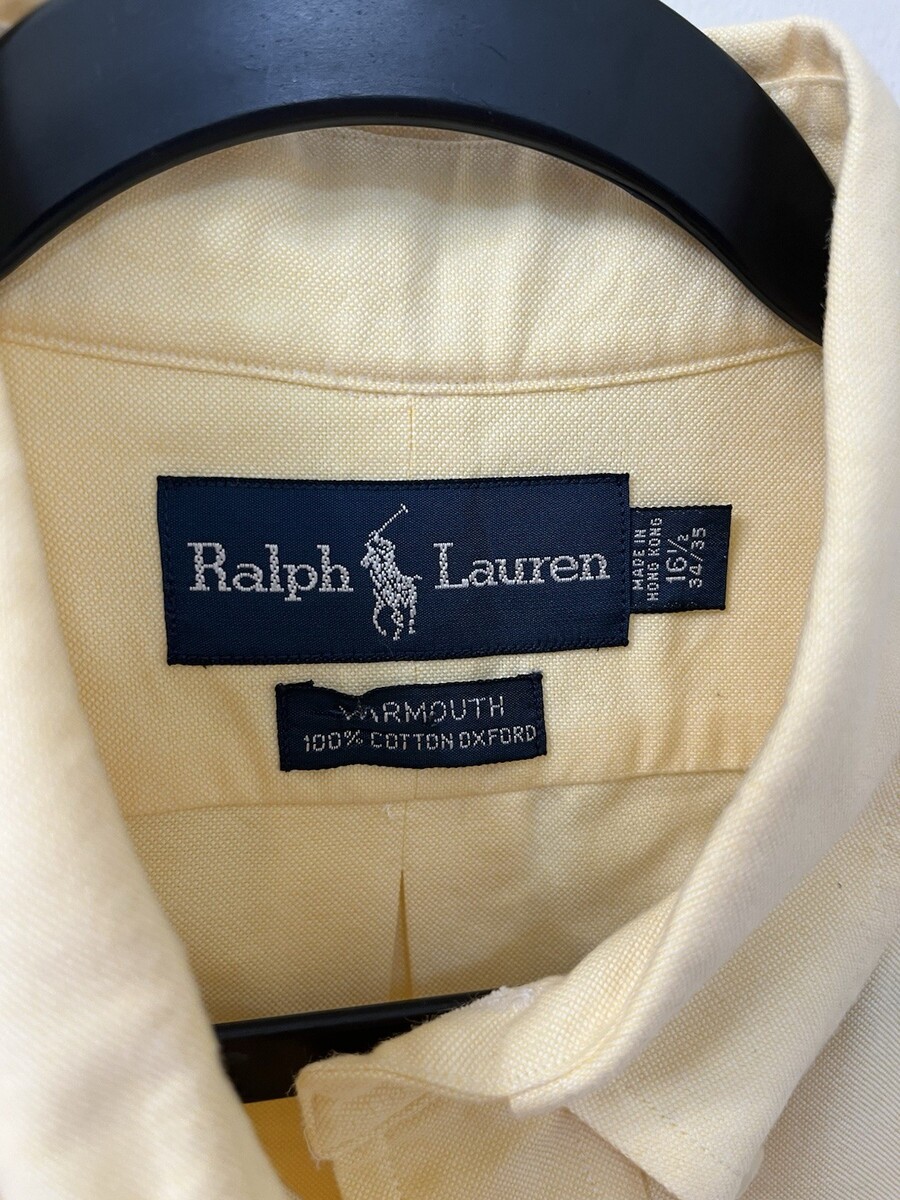 Ralph Lauren
MADE IN
HONG KONG
16½
34/35
YARMOUTH
100% COTTON OXFORD